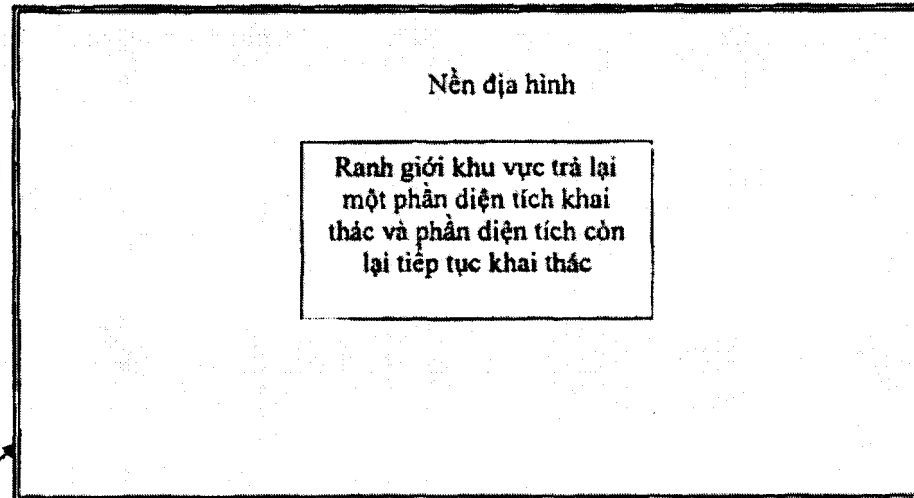 Nền địa hình
Ranh giới khu vực trả lại
một phần diện tích khai
thác và phần diện tích còn
lại tiếp tục khai thác